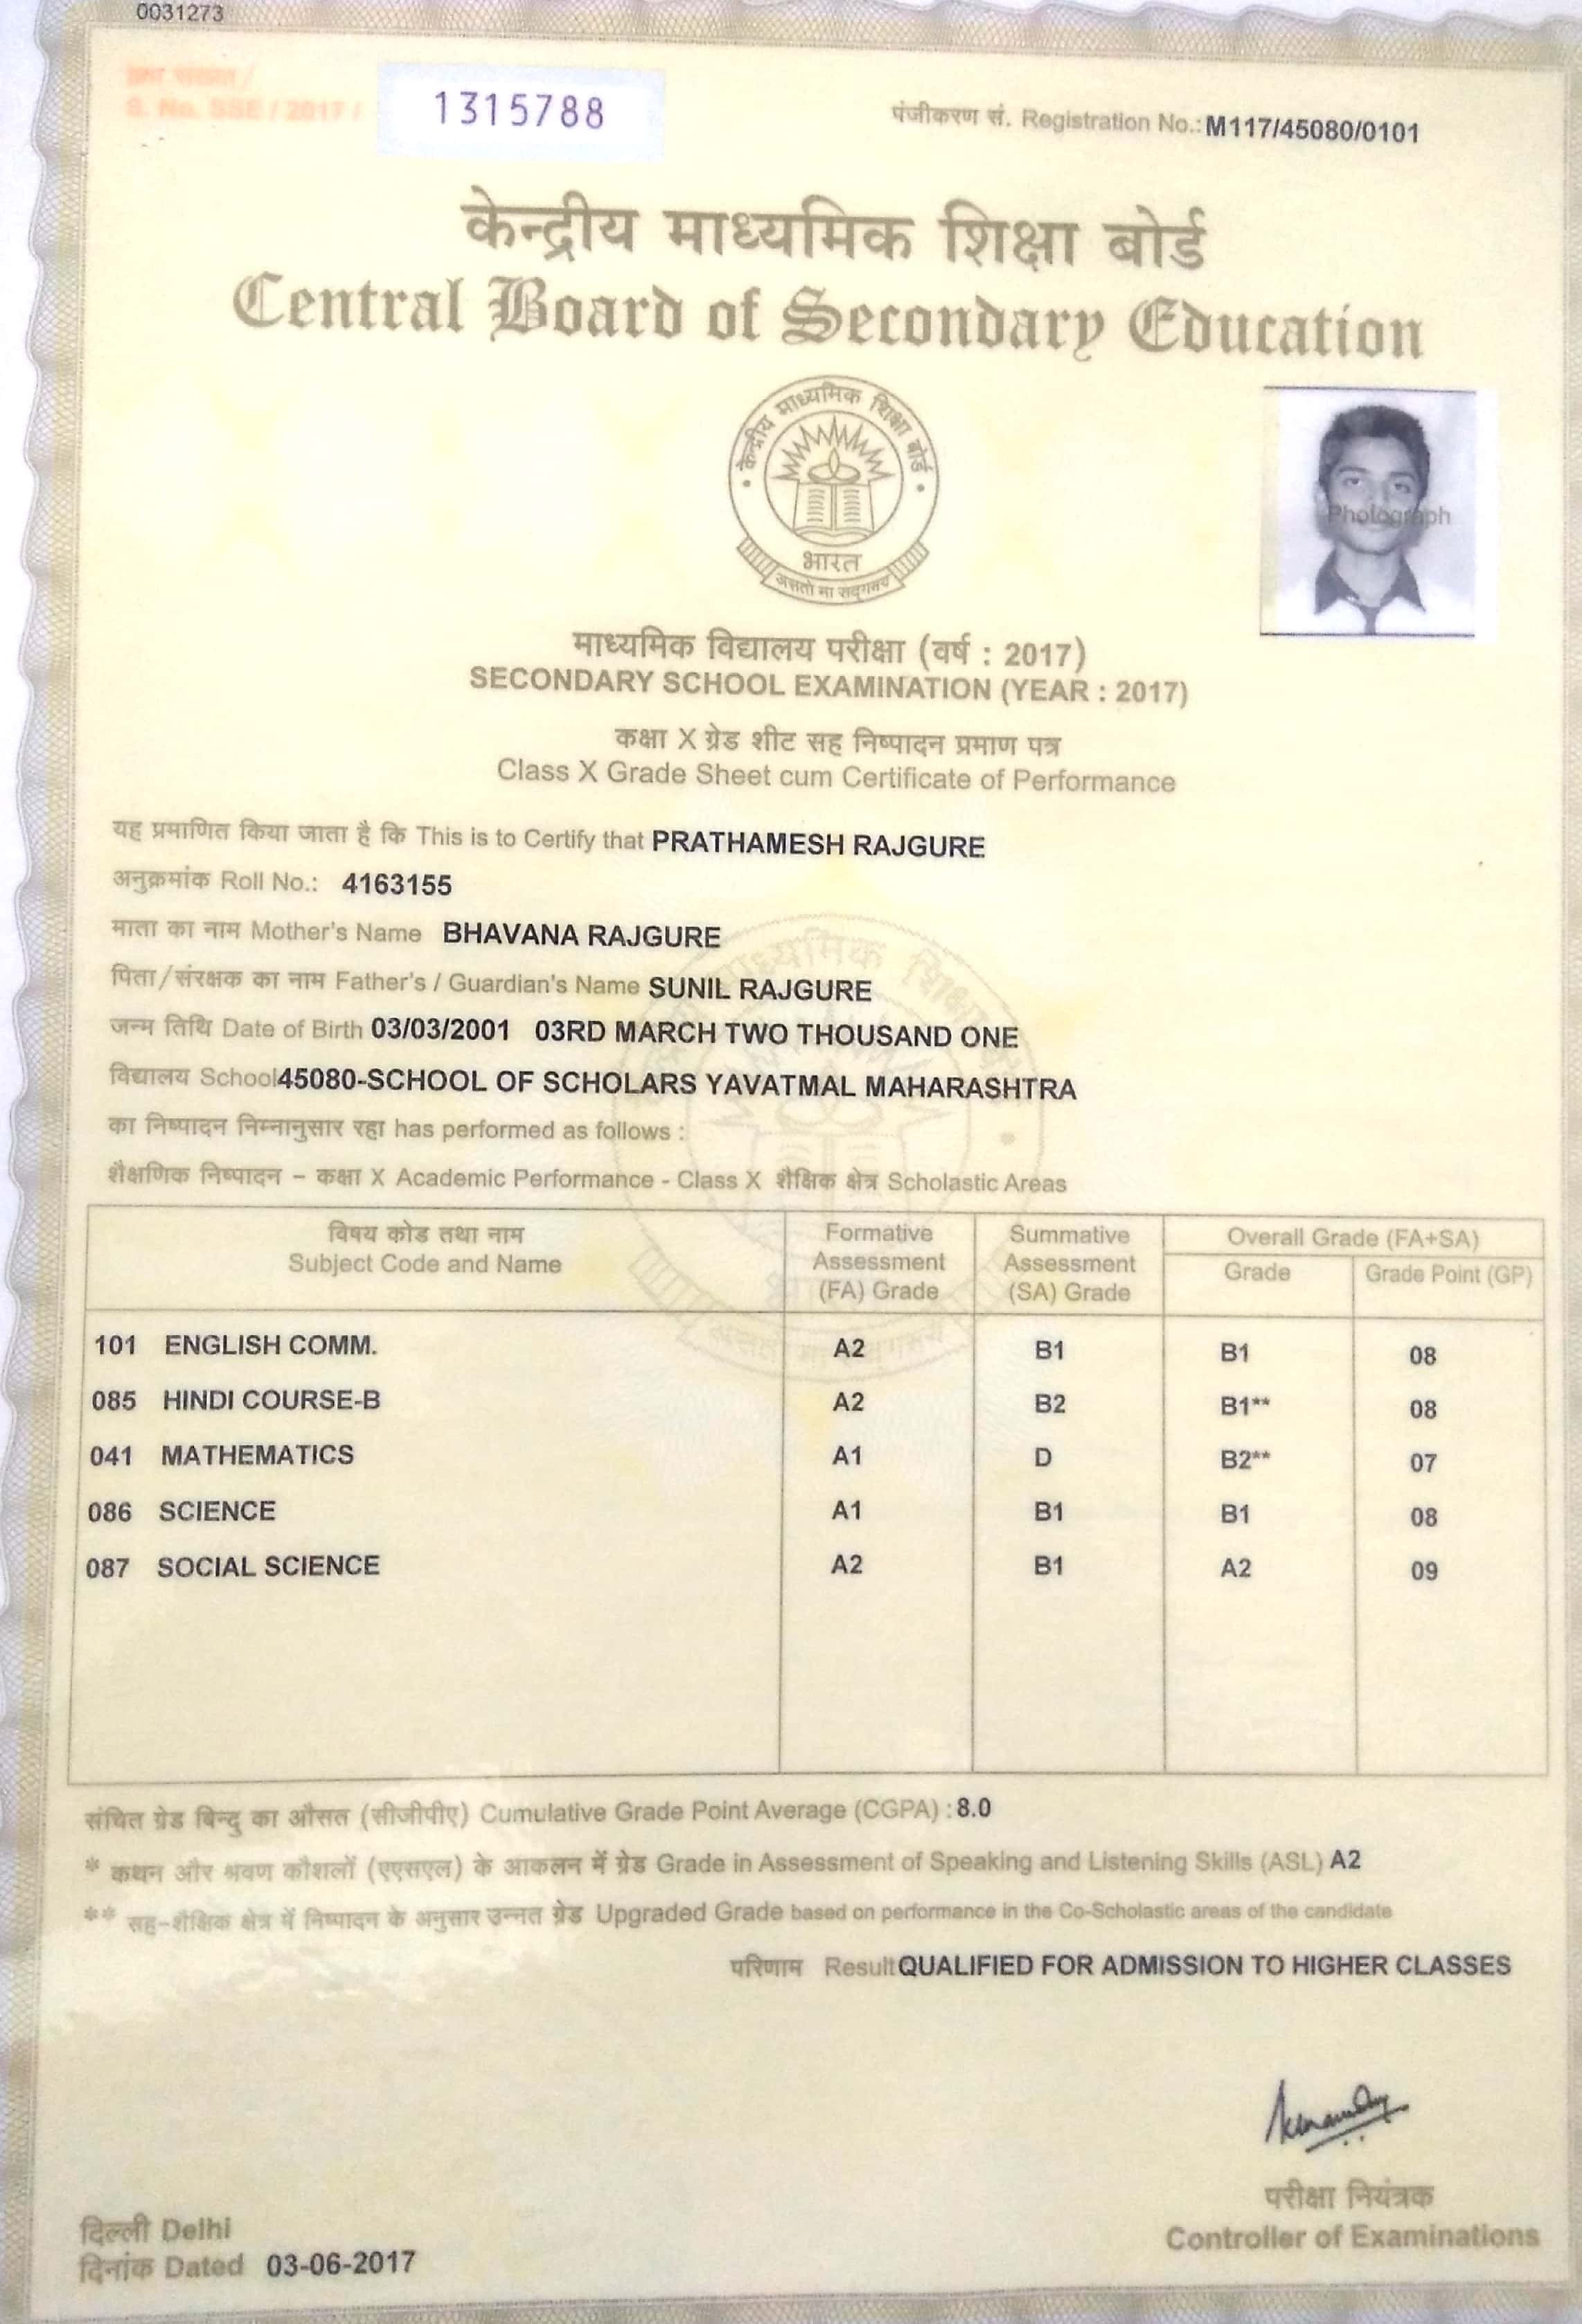 0031273
क्रम संख्या /
S. No. SSE / 2017 /
1315788
पंजीकरण सं. Registration No.: M117/45080/0101
केन्द्रीय माध्यमिक शिक्षा बोर्ड
Central Board of Secondary Education
केन्द्रीय माध्यमिक शिक्षा बोर्ड
भारत
असतो मा सद्गमय
Photograph
माध्यमिक विद्यालय परीक्षा (वर्ष : 2017)
SECONDARY SCHOOL EXAMINATION (YEAR : 2017)
कक्षा X ग्रेड शीट सह निष्पादन प्रमाण पत्र
Class X Grade Sheet cum Certificate of Performance
यह प्रमाणित किया जाता है कि This is to Certify that PRATHAMESH RAJGURE
अनुक्रमांक Roll No.: 4163155
माता का नाम Mother's Name BHAVANA RAJGURE
पिता/संरक्षक का नाम Father's / Guardian's Name SUNIL RAJGURE
जन्म तिथि Date of Birth 03/03/2001 03RD MARCH TWO THOUSAND ONE
विद्यालय School 45080-SCHOOL OF SCHOLARS YAVATMAL MAHARASHTRA
का निष्पादन निम्नानुसार रहा has performed as follows :
शैक्षणिक निष्पादन – कक्षा X Academic Performance - Class X शैक्षिक क्षेत्र Scholastic Areas
विषय कोड तथा नाम
Subject Code and Name
Formative
Assessment
(FA) Grade
Summative
Assessment
(SA) Grade
Overall Grade (FA+SA)
Grade
Grade Point (GP)
101 ENGLISH COMM. A2 B1 B1 08
085 HINDI COURSE-B A2 B2 B1** 08
041 MATHEMATICS A1 D B2** 07
086 SCIENCE A1 B1 B1 08
087 SOCIAL SCIENCE A2 B1 A2 09
संचित ग्रेड बिन्दु का औसत (सीजीपीए) Cumulative Grade Point Average (CGPA) : 8.0
* कथन और श्रवण कौशलों (एएसएल) के आकलन में ग्रेड Grade in Assessment of Speaking and Listening Skills (ASL) A2
** सह-शैक्षिक क्षेत्र में निष्पादन के अनुसार उन्नत ग्रेड Upgraded Grade based on performance in the Co-Scholastic areas of the candidate
परिणाम Result QUALIFIED FOR ADMISSION TO HIGHER CLASSES
परीक्षा नियंत्रक
Controller of Examinations
दिल्ली Delhi
दिनांक Dated 03-06-2017